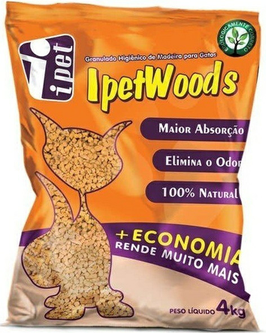 ipet
Granulado Higiênico de Madeira para Gatos
IpetWoods
Maior Absorção
Elimina o Odor
100% Natural
+ ECONOMIA
RENDE MUITO MAIS
PESO LÍQUIDO 4kg